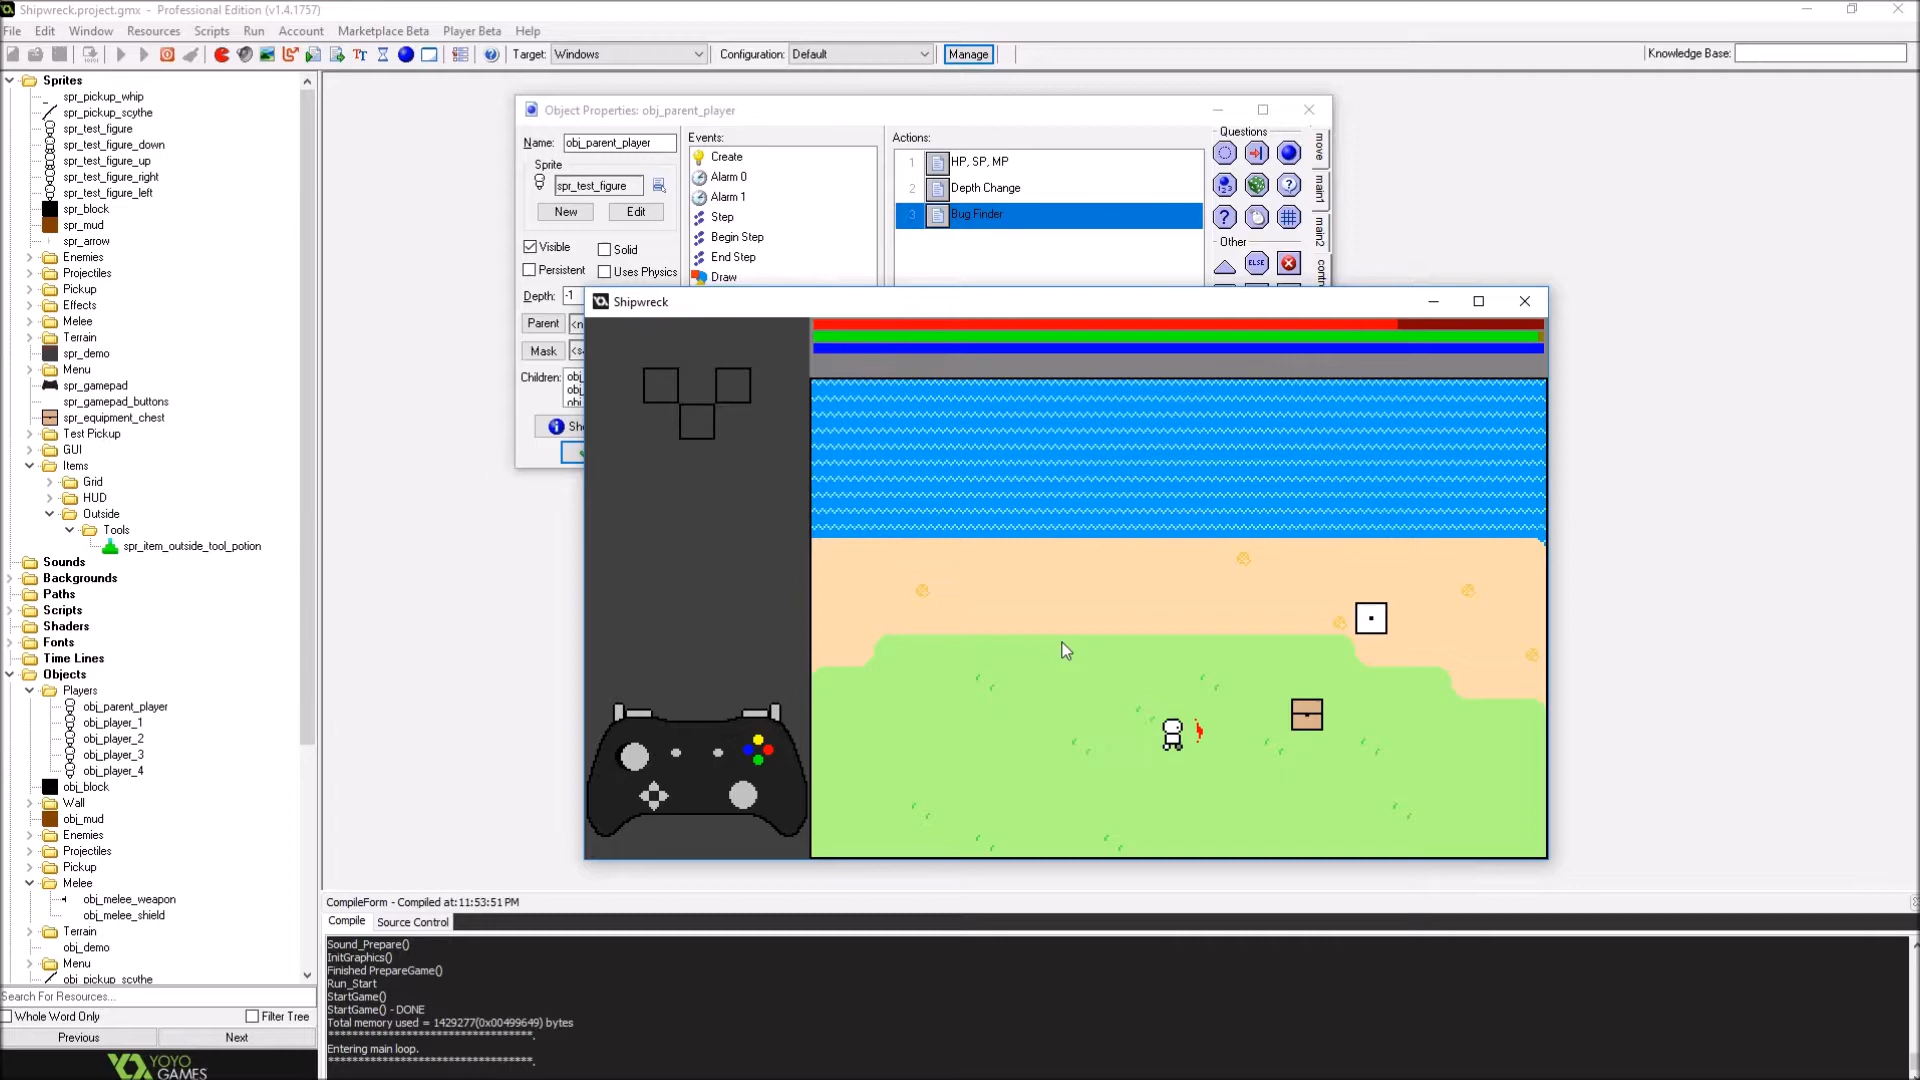 Shipwreck.project.gmx - Professional Edition (v1.4.1757)
File Edit Window Resources Scripts Run Account Marketplace Beta Player Beta Help
Target: Windows Configuration: Default Manage Knowledge Base:
Sprites
spr_pickup_whip
spr_pickup_scythe
spr_test_figure
spr_test_figure_down
spr_test_figure_up
spr_test_figure_right
spr_test_figure_left
spr_block
spr_mud
spr_arrow
Enemies
Projectiles
Pickup
Effects
Melee
Terrain
spr_demo
Menu
spr_gamepad
spr_gamepad_buttons
spr_equipment_chest
Test Pickup
GUI
Items
Grid
HUD
Outside
Tools
spr_item_outside_tool_potion
Sounds
Backgrounds
Paths
Scripts
Shaders
Fonts
Time Lines
Objects
Players
obj_parent_player
obj_player_1
obj_player_2
obj_player_3
obj_player_4
obj_block
Wall
obj_mud
Enemies
Projectiles
Pickup
Melee
obj_melee_weapon
obj_melee_shield
Terrain
obj_demo
Menu
obj_pickup_scythe
Search For Resources...
Whole Word Only Filter Tree
Previous Next
YOYO
GAMES
Object Properties: obj_parent_player
Name: obj_parent_player
Sprite
spr_test_figure
New Edit
Visible Solid
Persistent Uses Physics
Depth: -1
Parent
Mask
Children:
Events:
Create
Alarm 0
Alarm 1
Step
Begin Step
End Step
Draw
Actions:
1 HP, SP, MP
2 Depth Change
3 Bug Finder
Questions
Other
ELSE
move
main1
main2
Shipwreck
CompileForm - Compiled at:11:53:51 PM
Compile Source Control
Sound_Prepare()
InitGraphics()
Finished PrepareGame()
Run_Start
StartGame()
StartGame() - DONE
Total memory used = 1429277(0x00499649) bytes
**********************************.
Entering main loop.
**********************************.